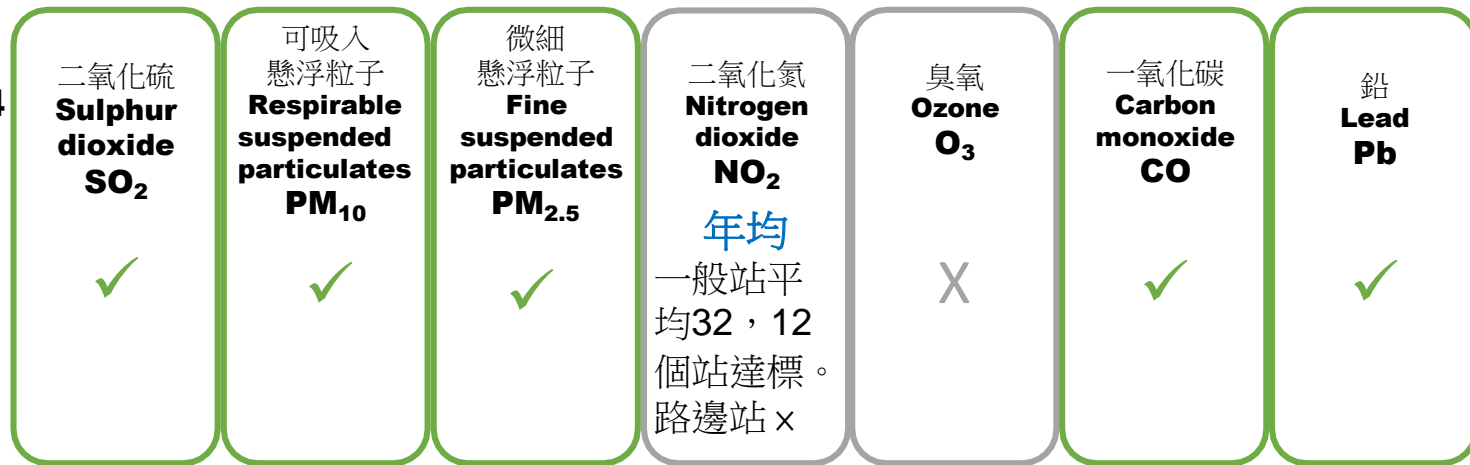 4
二氧化硫
Sulphur
dioxide
SO₂
✓
可吸入
懸浮粒子
Respirable
suspended
particulates
PM₁₀
✓
微細
懸浮粒子
Fine
suspended
particulates
PM₂.₅
✓
二氧化氮
Nitrogen
dioxide
NO₂
年均
一般站平
均32，12
個站達標。
路邊站 x
臭氧
Ozone
O₃
X
一氧化碳
Carbon
monoxide
CO
✓
鉛
Lead
Pb
✓